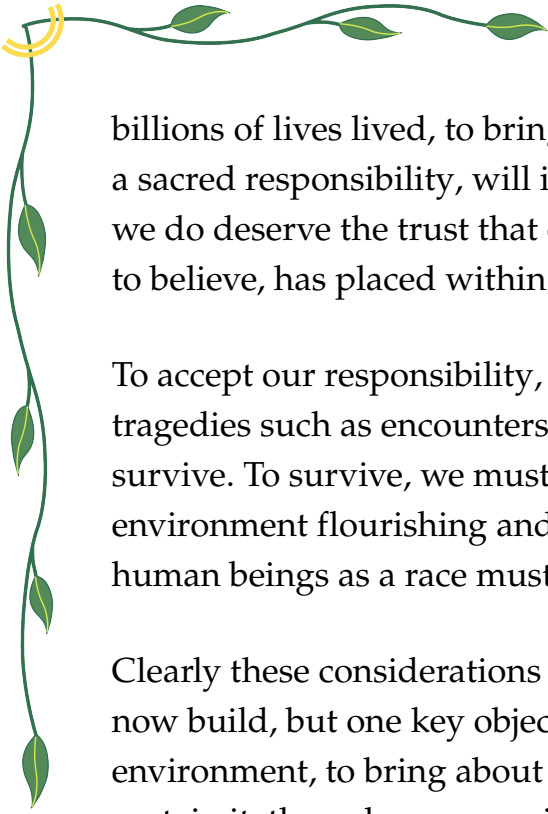 billions of lives lived, to bring
a sacred responsibility, will i
we do deserve the trust that
to believe, has placed within
To accept our responsibility,
tragedies such as encounters
survive. To survive, we must
environment flourishing and
human beings as a race must
Clearly these considerations
now build, but one key objec
environment, to bring about